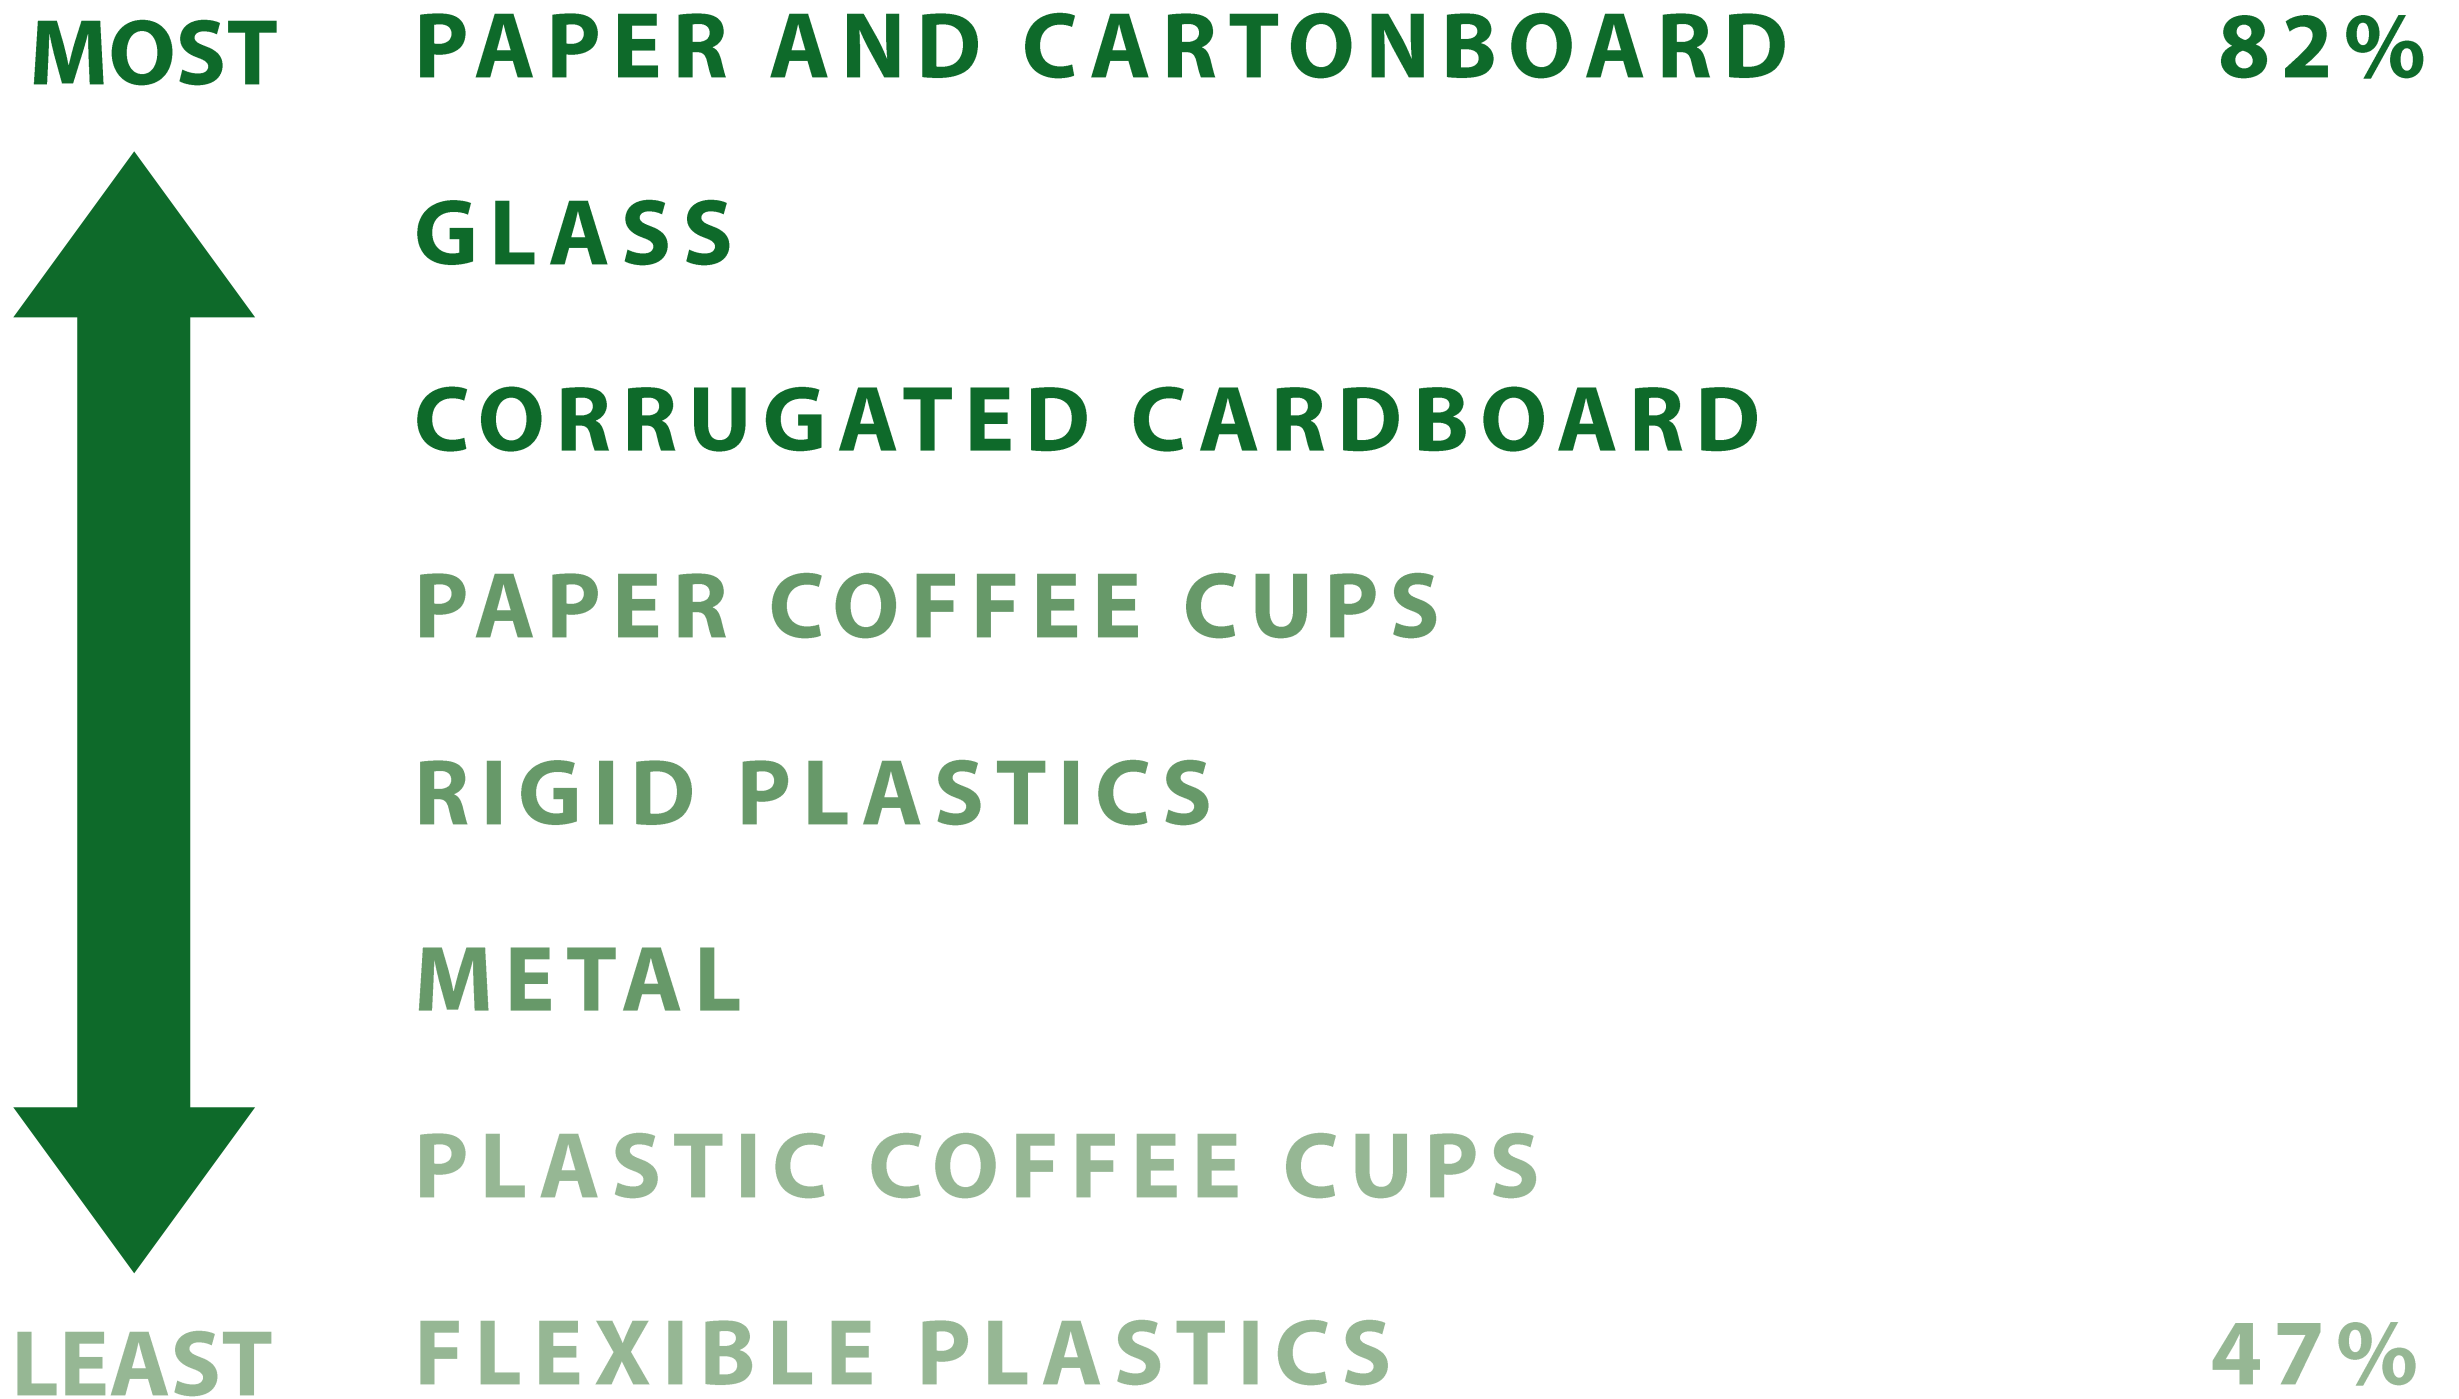 MOST PAPER AND CARTONBOARD 82%
GLASS
CORRUGATED CARDBOARD
PAPER COFFEE CUPS
RIGID PLASTICS
METAL
PLASTIC COFFEE CUPS
LEAST FLEXIBLE PLASTICS 47%